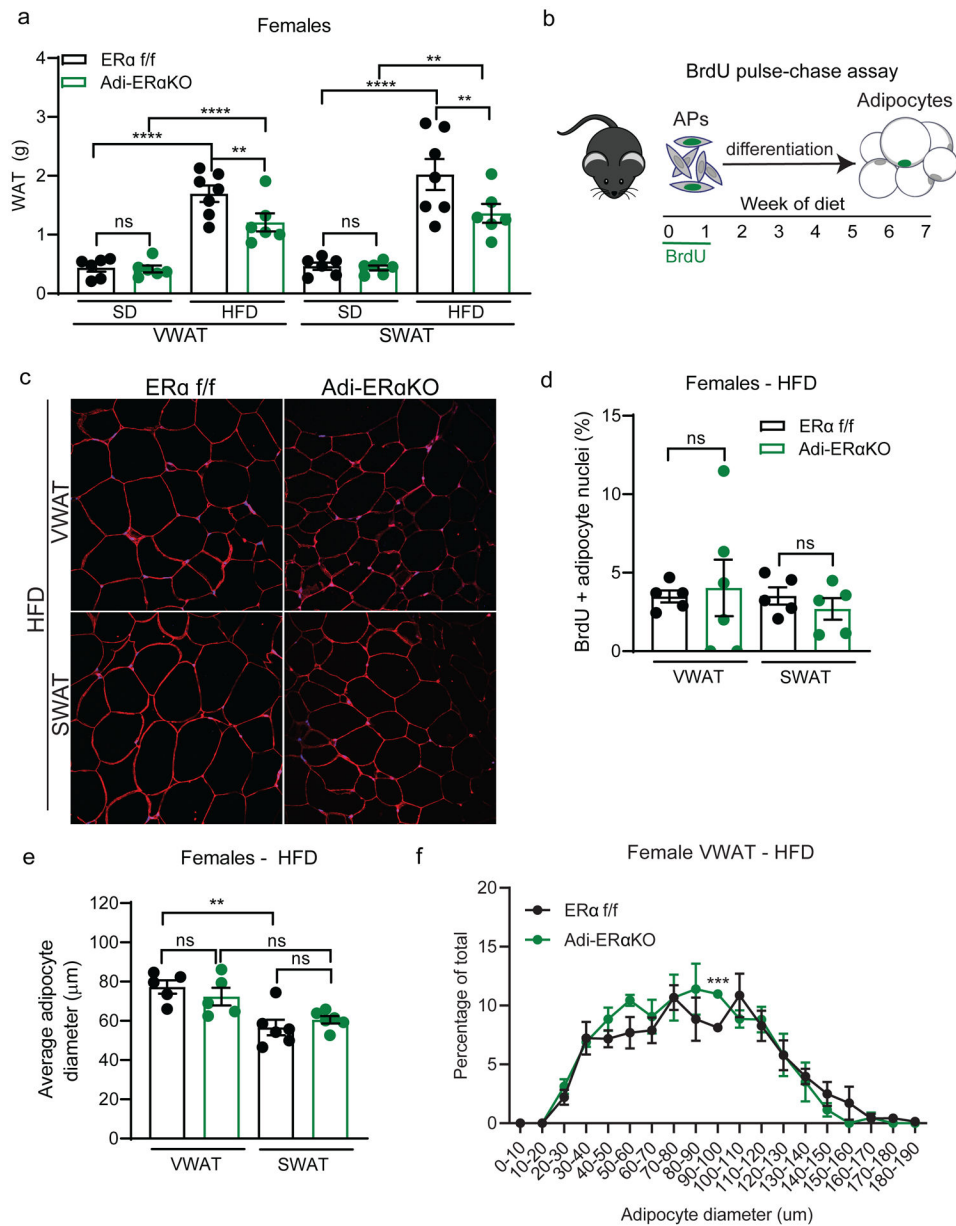 a
Females
ERα f/f
Adi-ERαKO
WAT (g)
4
3
2
1
0
ns
****
****
**
ns
****
**
**
SD
HFD
SD
HFD
VWAT
SWAT
b
BrdU pulse-chase assay
APs
Adipocytes
differentiation
Week of diet
0 1 2 3 4 5 6 7
BrdU
c
ERα f/f
Adi-ERαKO
HFD
VWAT
SWAT
d
Females - HFD
ERα f/f
Adi-ERαKO
BrdU + adipocyte nuclei (%)
15
10
5
0
ns
ns
VWAT
SWAT
e
Females - HFD
Average adipocyte
diameter (μm)
120
100
80
60
40
20
0
**
ns
ns
ns
VWAT
SWAT
f
Female VWAT - HFD
ERα f/f
Adi-ERαKO
Percentage of total
20
15
10
5
0
***
0-10
10-20
20-30
30-40
40-50
50-60
60-70
70-80
80-90
90-100
100-110
110-120
120-130
130-140
140-150
150-160
160-170
170-180
180-190
Adipocyte diameter (um)